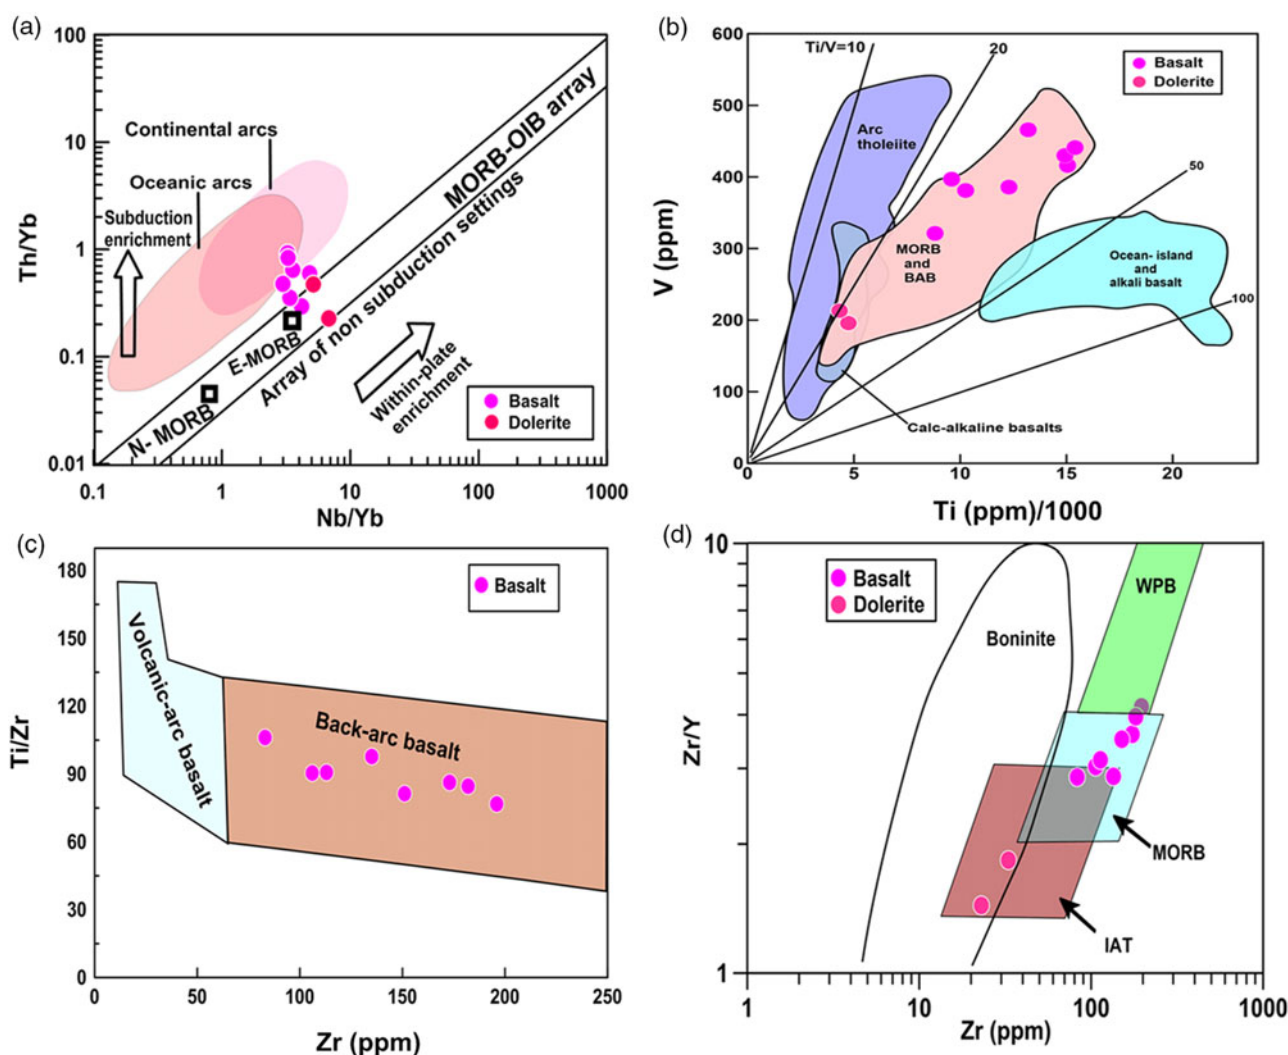 (a)
100
10
1
0.1
0.01
Th/Yb
0.1
1
10
100
1000
Nb/Yb
Continental arcs
Oceanic arcs
Subduction
enrichment
MORB-OIB array
Array of non subduction settings
E-MORB
N- MORB
Within-plate
enrichment
Basalt
Dolerite
(b)
600
500
400
300
200
100
0
V (ppm)
5
10
15
20
Ti (ppm)/1000
Ti/V=10
20
50
100
Basalt
Dolerite
Arc
tholeiite
MORB
and
BAB
Ocean- island
and
alkali basalt
Calc-alkaline basalts
(c)
180
150
120
90
60
30
0
Ti/Zr
0
50
100
150
200
250
Zr (ppm)
Basalt
Volcanic-arc basalt
Back-arc basalt
(d)
10
1
Zr/Y
1
10
100
1000
Zr (ppm)
Basalt
Dolerite
Boninite
WPB
MORB
IAT